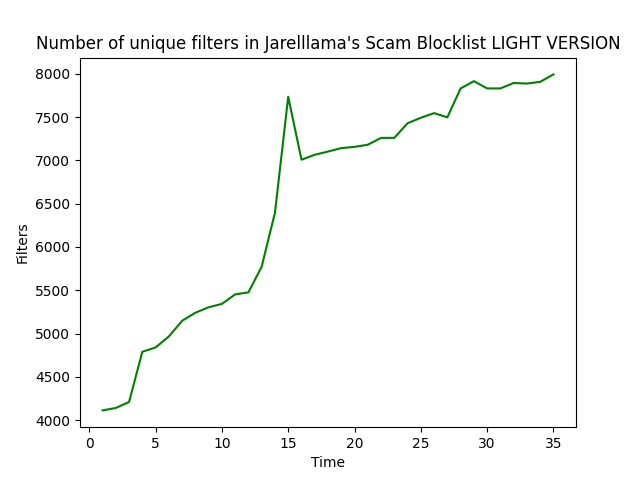 Number of unique filters in Jarelllama's Scam Blocklist LIGHT VERSION
8000
7500
7000
6500
6000
5500
5000
4500
4000
Filters
0 5 10 15 20 25 30 35
Time